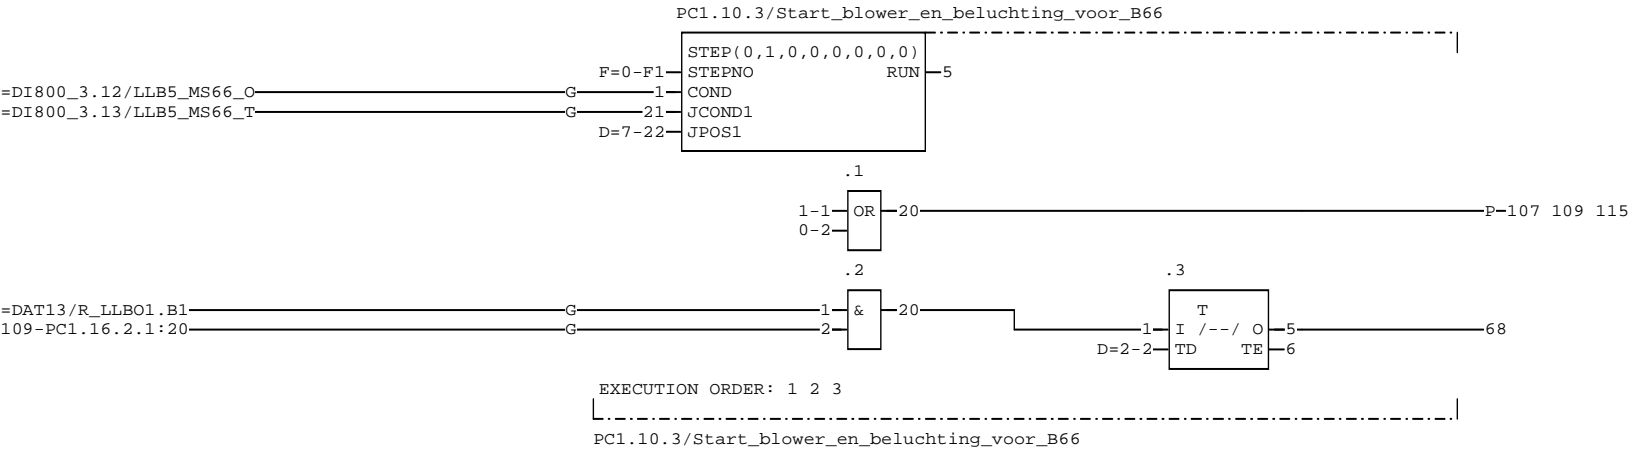 PC1.10.3/Start_blower_en_beluchting_voor_B66
STEP(0,1,0,0,0,0,0,0)
F=0-F1 STEPNO RUN 5
=DI800_3.12/LLB5_MS66_O G 1 COND
=DI800_3.13/LLB5_MS66_T G 21 JCOND1
D=7-22 JPOS1
.1
1-1 OR 20 P-107 109 115
0-2
.2 .3
T
=DAT13/R_LLBO1.B1 G 1 & 20
109-PC1.16.2.1:20 G 2 1 I /--/ O 5 68
D=2-2 TD TE 6
EXECUTION ORDER: 1 2 3
PC1.10.3/Start_blower_en_beluchting_voor_B66